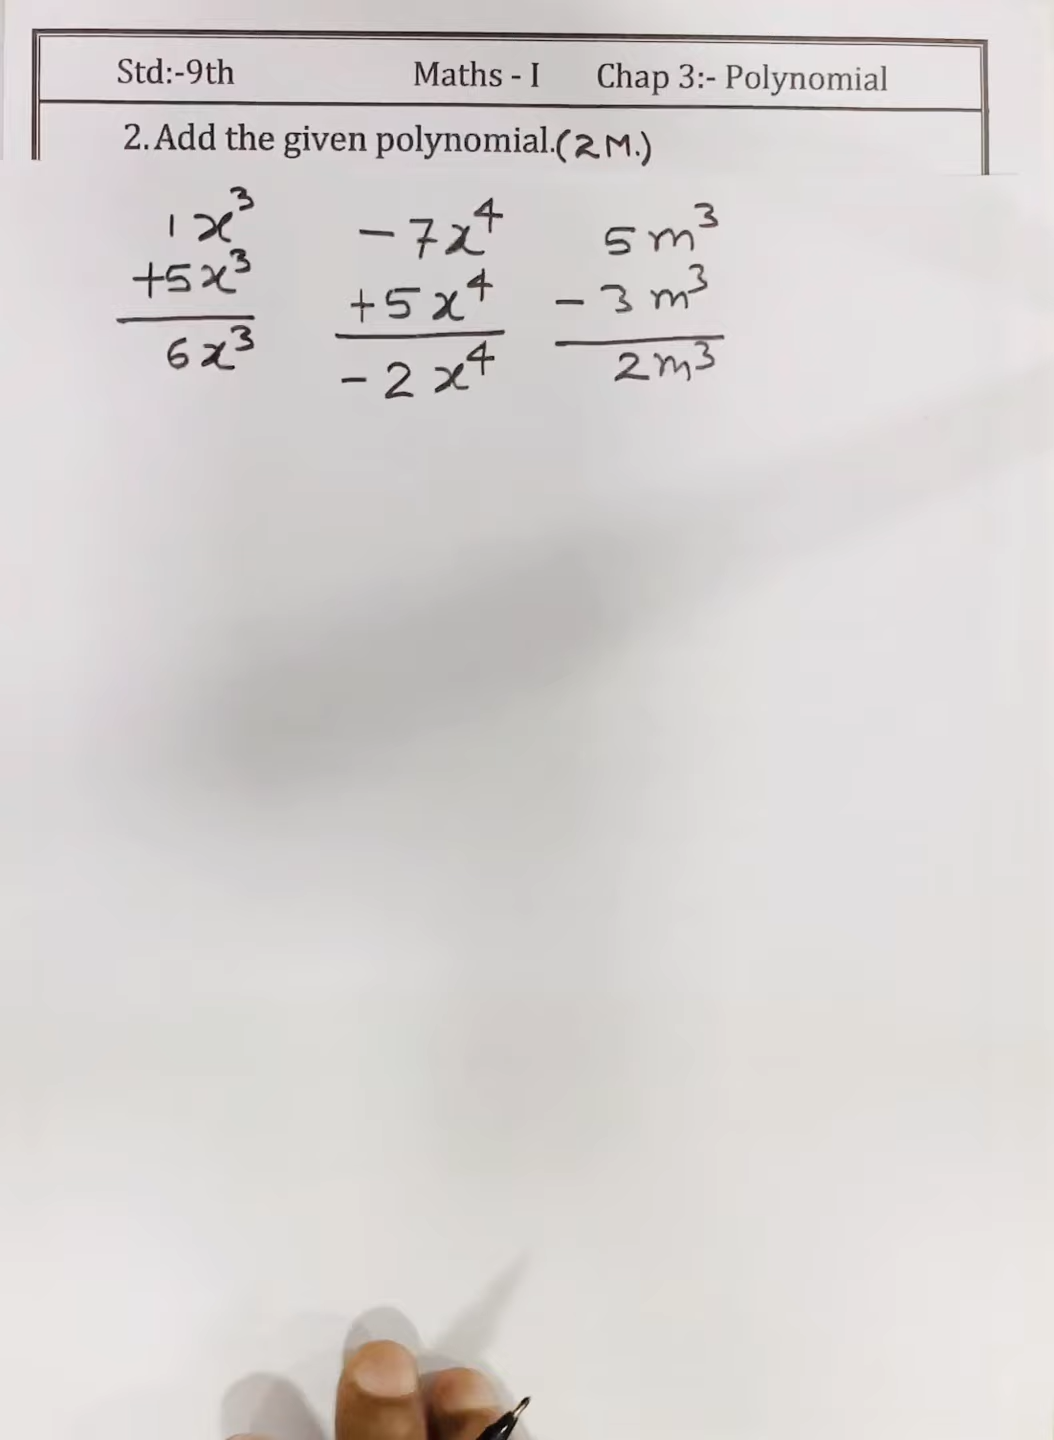 Std:-9th Maths - I Chap 3:- Polynomial
2. Add the given polynomial.(2M.)
1x³ -7x⁴ 5m³
+5x³ +5x⁴ -3m³
6x³ -2x⁴ 2m³